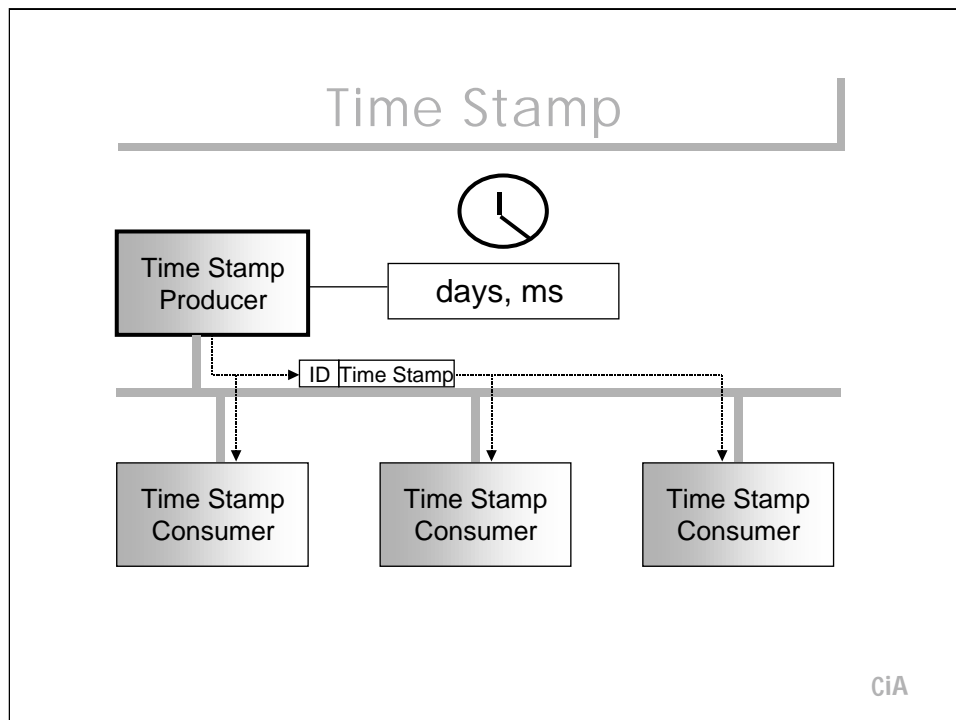 Time Stamp
Time Stamp
Producer
days, ms
ID Time Stamp
Time Stamp
Consumer
Time Stamp
Consumer
Time Stamp
Consumer
CiA